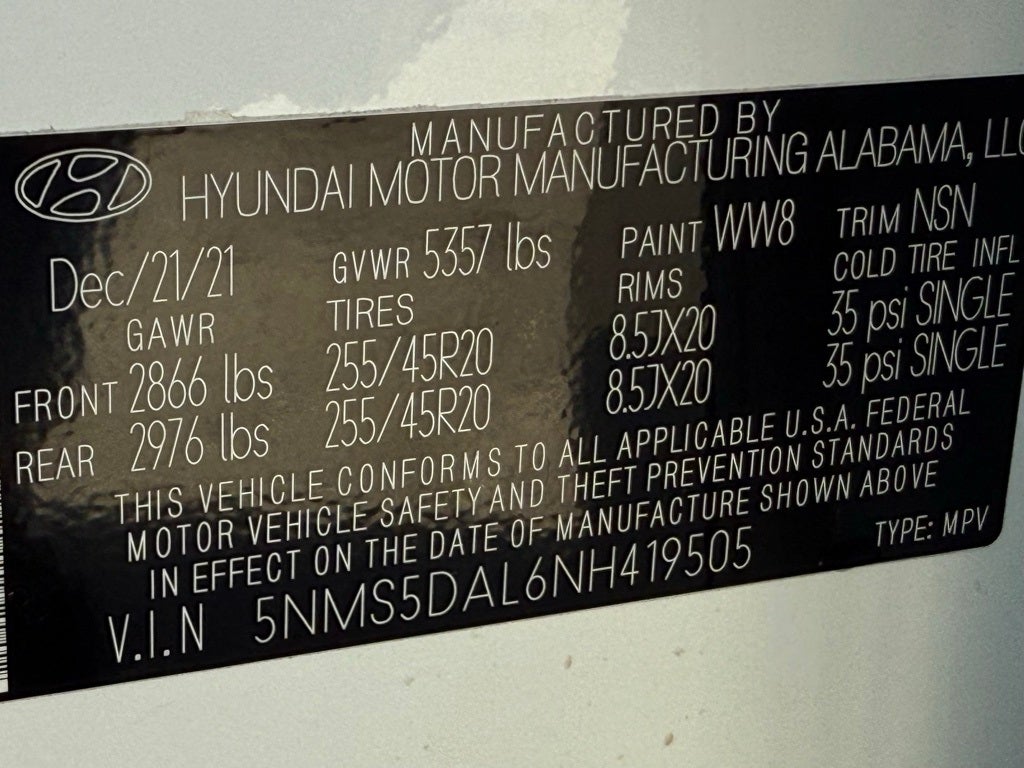 MANUFACTURED BY
HYUNDAI MOTOR MANUFACTURING ALABAMA, LLC
Dec/21/21 GVWR 5357 lbs PAINT WW8 TRIM NSN
GAWR TIRES RIMS COLD TIRE INFL
FRONT 2866 lbs 255/45R20 8.5JX20 35 psi SINGLE
REAR 2976 lbs 255/45R20 8.5JX20 35 psi SINGLE
THIS VEHICLE CONFORMS TO ALL APPLICABLE U.S.A. FEDERAL
MOTOR VEHICLE SAFETY AND THEFT PREVENTION STANDARDS
IN EFFECT ON THE DATE OF MANUFACTURE SHOWN ABOVE
V.I.N 5NMS5DAL6NH419505 TYPE: MPV